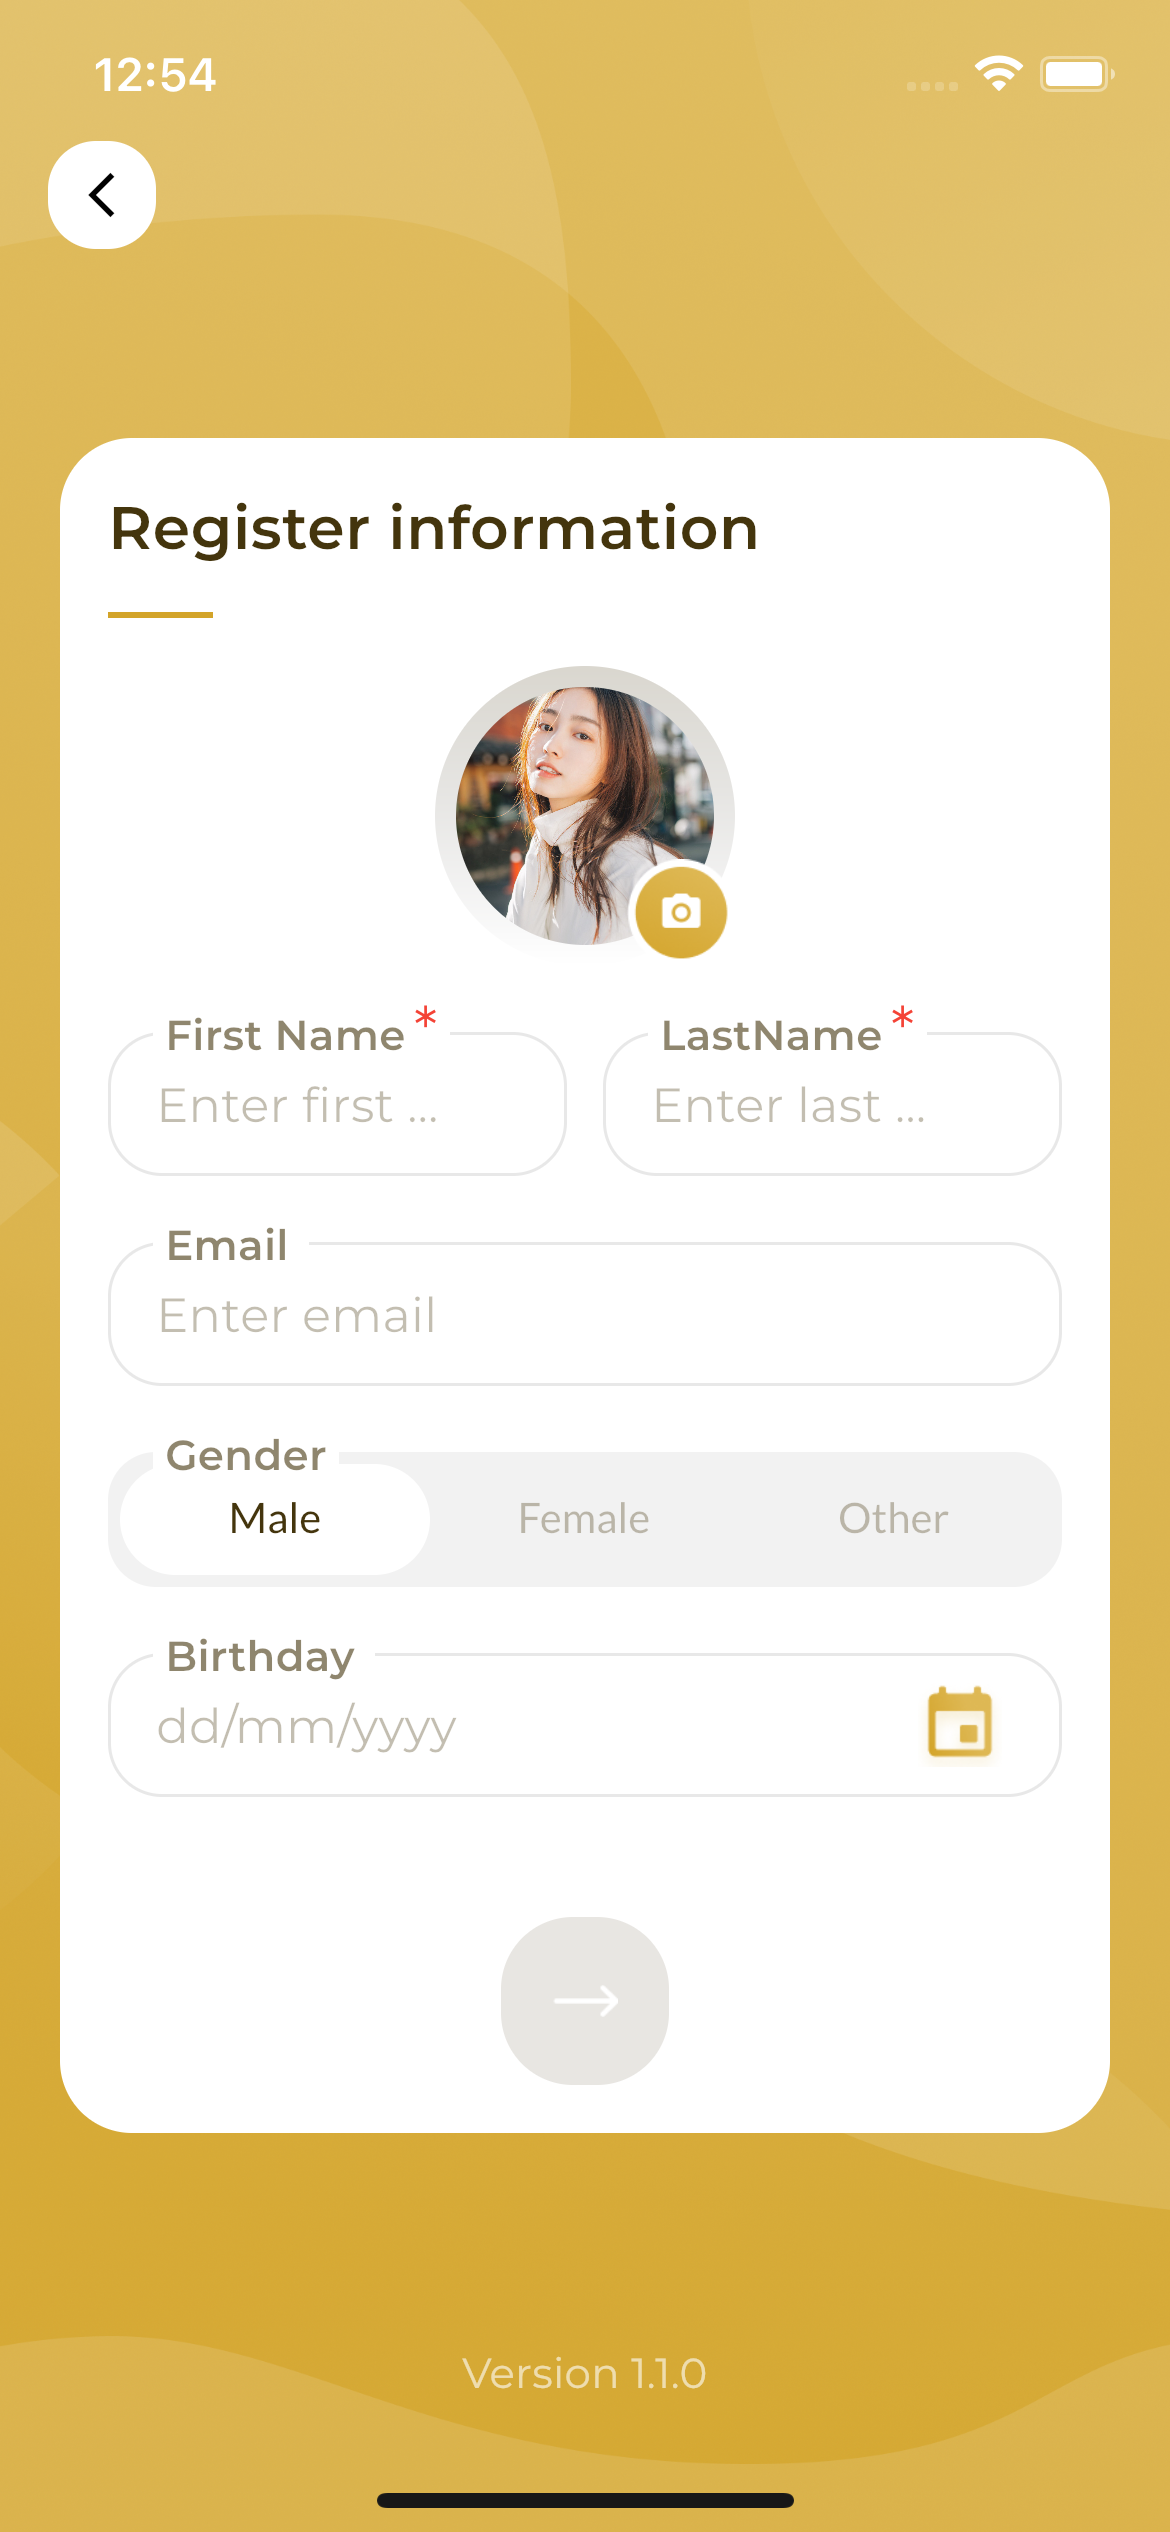 12:54
Register information
First Name *
LastName *
Enter first ...
Enter last ...
Email
Enter email
Gender
Male
Female
Other
Birthday
dd/mm/yyyy
Version 1.1.0